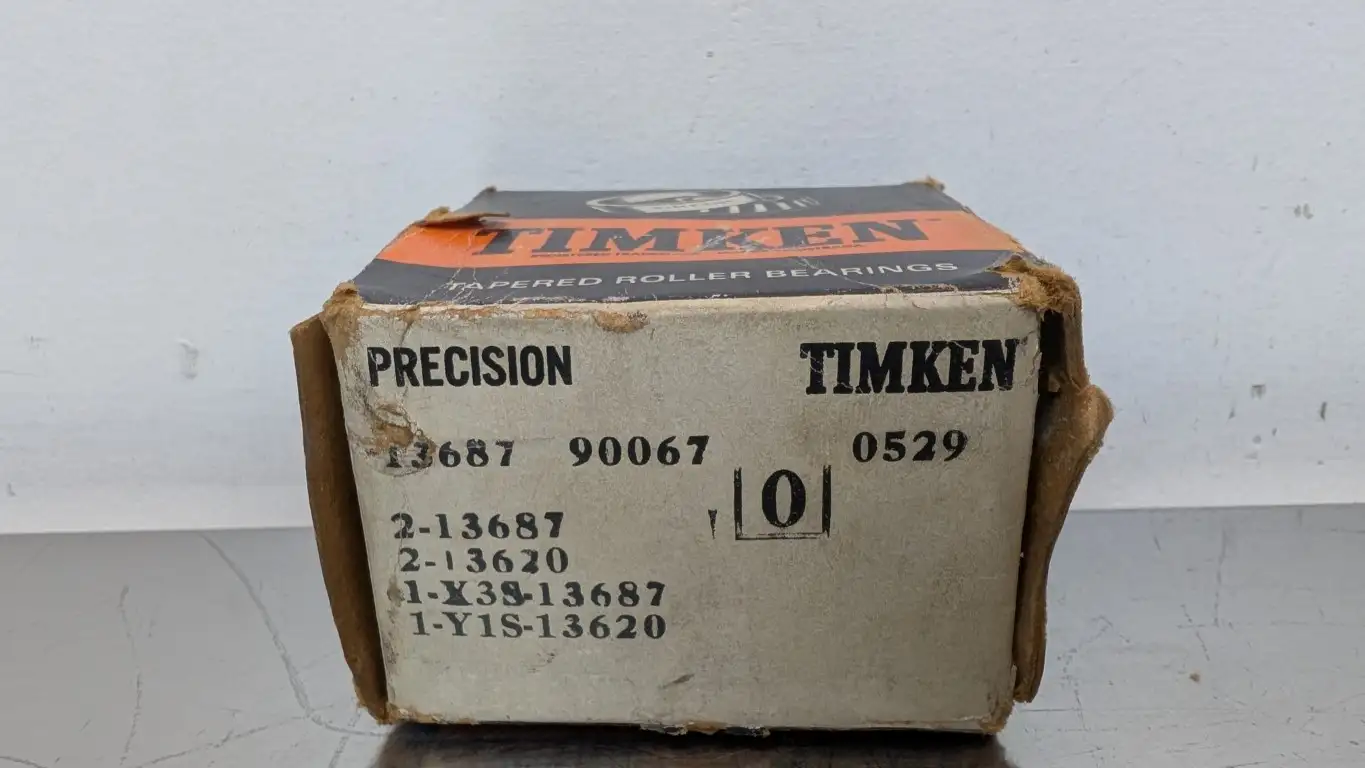 TIMKEN
TAPERED ROLLER BEARINGS
PRECISION TIMKEN
13687 90067 0529
0
2-13687
2-13620
1-X3S-13687
1-Y1S-13620